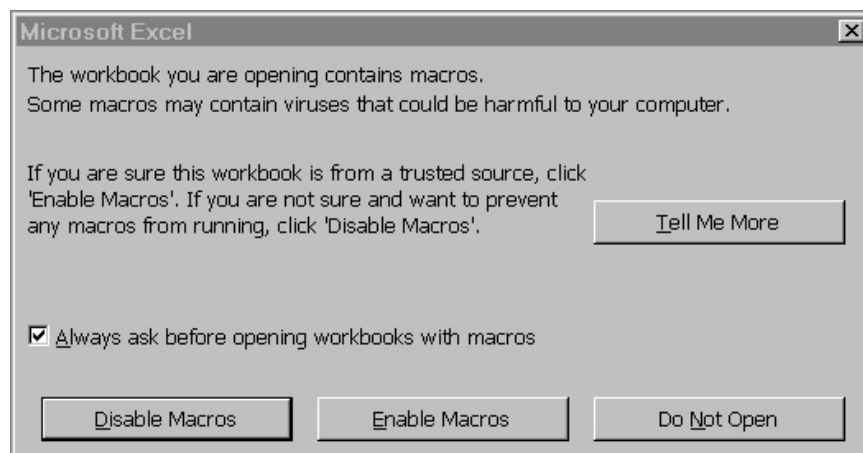 Microsoft Excel
The workbook you are opening contains macros.
Some macros may contain viruses that could be harmful to your computer.
If you are sure this workbook is from a trusted source, click
'Enable Macros'. If you are not sure and want to prevent
any macros from running, click 'Disable Macros'.
Tell Me More
Always ask before opening workbooks with macros
Disable Macros
Enable Macros
Do Not Open